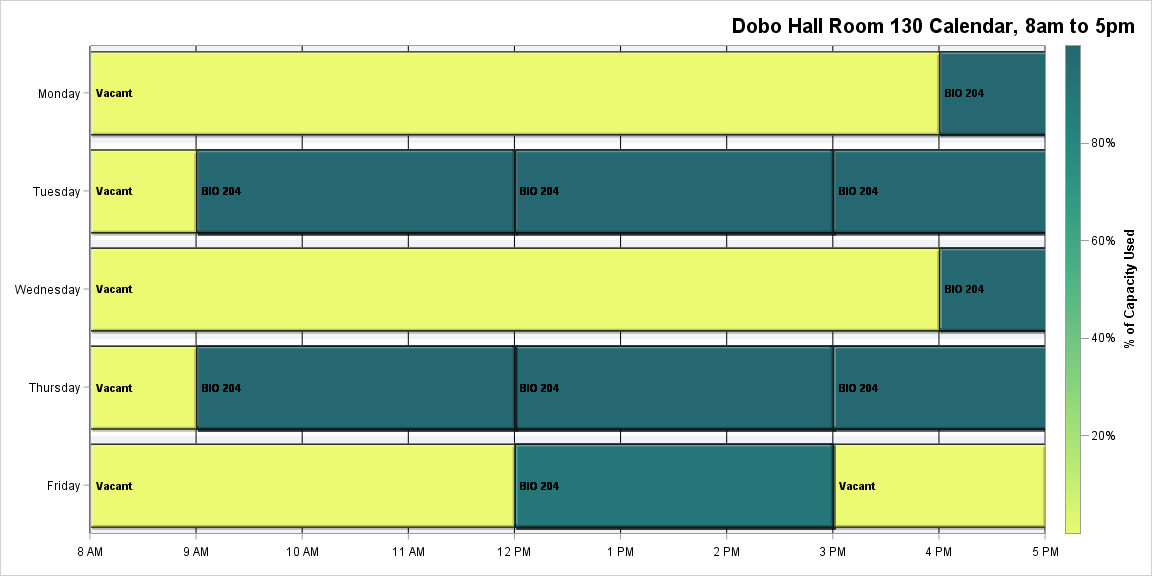 Dobo Hall Room 130 Calendar, 8am to 5pm
Monday Vacant BIO 204
Tuesday Vacant BIO 204 BIO 204 BIO 204
Wednesday Vacant BIO 204
Thursday Vacant BIO 204 BIO 204 BIO 204
Friday Vacant BIO 204 Vacant
8 AM 9 AM 10 AM 11 AM 12 PM 1 PM 2 PM 3 PM 4 PM 5 PM
80%
60%
40%
20%
% of Capacity Used